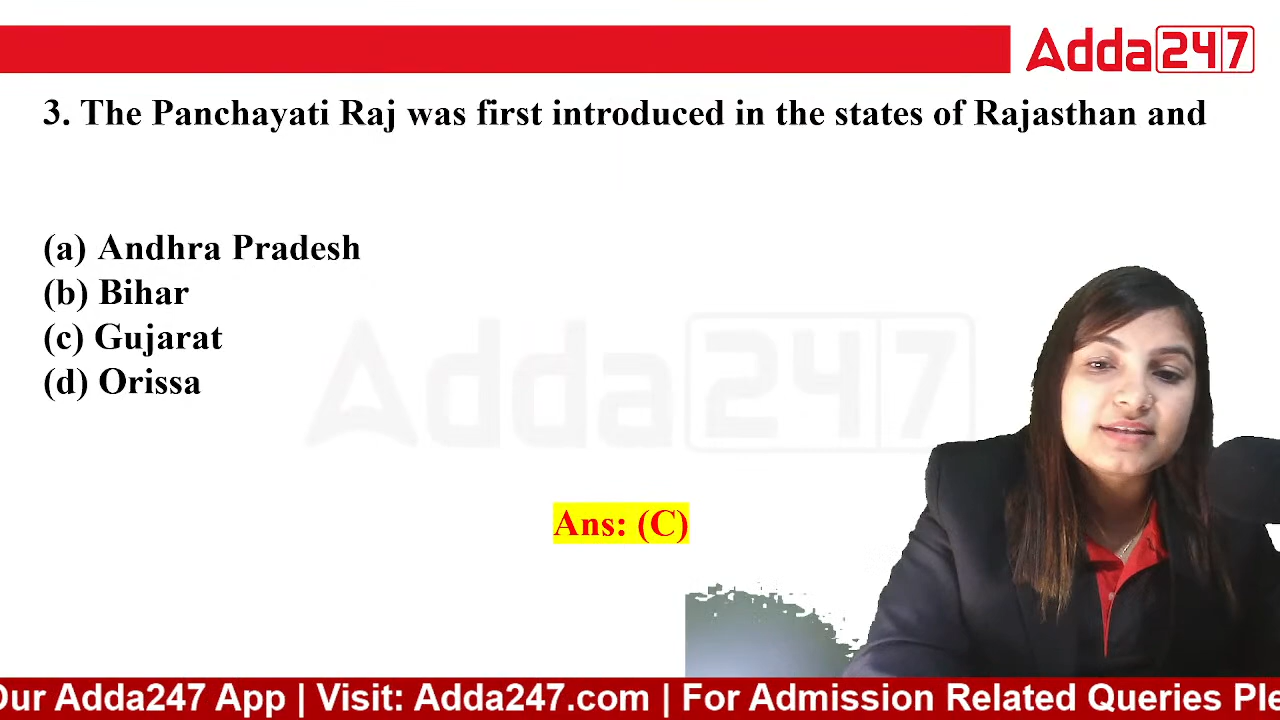 Adda247
3. The Panchayati Raj was first introduced in the states of Rajasthan and
(a) Andhra Pradesh
(b) Bihar
(c) Gujarat
(d) Orissa
Adda247
Ans: (C)
Our Adda247 App | Visit: Adda247.com | For Admission Related Queries Ple